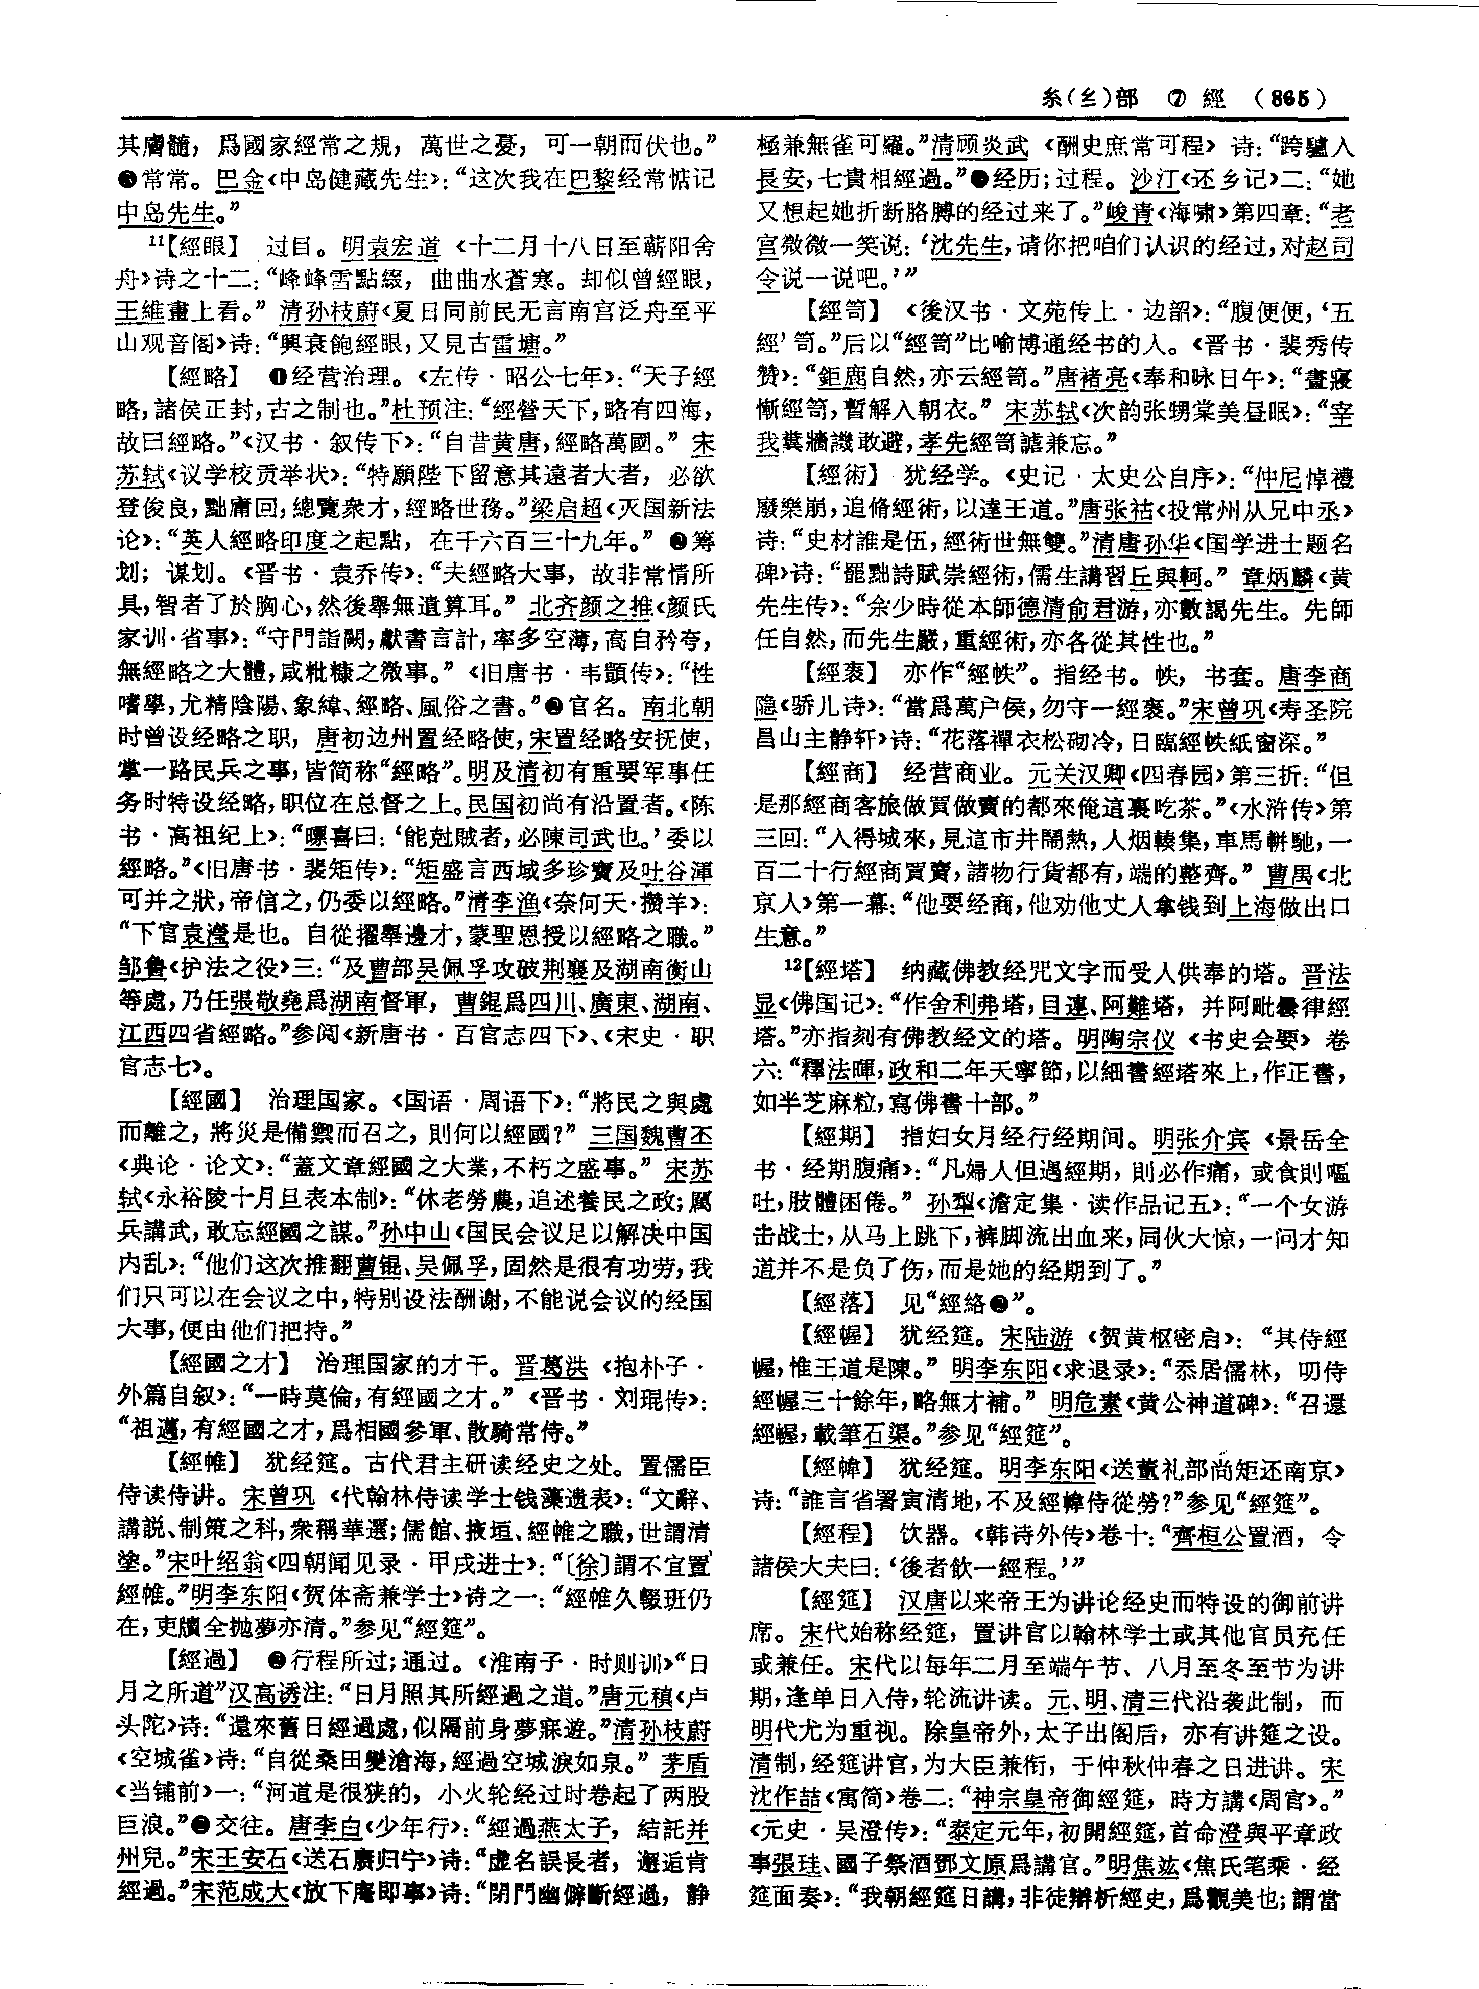 糸(糹)部 ⑦ 經 (865)
其膚髓，爲國家經常之規，萬世之憂，可一朝而伏也。”
❸常常。巴金《中岛健藏先生》：“这次我在巴黎经常惦记
中岛先生。”
11【經眼】 过目。明袁宏道《十二月十八日至蘄阳舍
舟》诗之十二：“峰峰雪點綴，曲曲水蒼寒。却似曾經眼，
王維畫上看。”清孙枝蔚《夏日同前民无言南宫泛舟至平
山观音阁》诗：“興衰飽經眼，又見古雷塘。”
【經略】 ❶经营治理。《左传·昭公七年》：“天子經
略，諸侯正封，古之制也。”杜预注：“經營天下，略有四海，
故曰經略。”《汉书·叙传下》：“自昔黄唐，經略萬國。”宋
苏轼《议学校贡举状》：“特願陛下留意其遠者大者，必欲
登俊良，黜庸回，總覽衆才，經略世務。”梁启超《灭国新法
论》：“英人經略印度之起點，在千六百三十九年。”❷筹
划；谋划。《晋书·袁乔传》：“夫經略大事，故非常情所
具，智者了於胸心，然後舉無遺算耳。”北齐颜之推《颜氏
家训·省事》：“守門詣闕，獻書言計，率多空薄，高自矜夸，
無經略之大體，咸粃糠之微事。”《旧唐书·韦顗传》：“性
嗜學，尤精陰陽、象緯、經略、風俗之書。”❸官名。南北朝
时曾设经略之职，唐初边州置经略使，宋置经略安抚使，
掌一路民兵之事，皆简称“經略”。明及清初有重要军事任
务时特设经略，职位在总督之上。民国初尚有沿置者。《陈
书·高祖纪上》：“暅喜曰：‘能尅賊者，必陳司武也。’委以
經略。”《旧唐书·裴矩传》：“矩盛言西域多珍寶及吐谷渾
可并之狀，帝信之，仍委以經略。”清李渔《奈何天·攒羊》：
“下官袁瀅是也。自從擢舉邊才，蒙聖恩授以經略之職。”
邹鲁《护法之役》三：“及曹部吴佩孚攻破荆襄及湖南衡山
等處，乃任張敬堯爲湖南督軍，曹錕爲四川、廣東、湖南、
江西四省經略。”参阅《新唐书·百官志四下》、《宋史·职
官志七》。
【經國】 治理国家。《国语·周语下》：“將民之與處
而離之，將災是備禦而召之，則何以經國？”三国魏曹丕
《典论·论文》：“蓋文章經國之大業，不朽之盛事。”宋苏
轼《永裕陵十月旦表本制》：“休老勞農，追述養民之政；厲
兵講武，敢忘經國之謀。”孙中山《国民会议足以解决中国
内乱》：“他们这次推翻曹锟、吴佩孚，固然是很有功劳，我
们只可以在会议之中，特别设法酬谢，不能说会议的经国
大事，便由他们把持。”
【經國之才】 治理国家的才干。晋葛洪《抱朴子·
外篇自叙》：“一時莫倫，有經國之才。”《晋书·刘琨传》：
“祖邁，有經國之才，爲相國參軍、散騎常侍。”
【經帷】 犹经筵。古代君主研读经史之处。置儒臣
侍读侍讲。宋曾巩《代翰林侍读学士钱藻遗表》：“文辭、
講説、制策之科，衆稱華選；儒館、掖垣、經帷之職，世謂清
塗。”宋叶绍翁《四朝闻见录·甲戌进士》：“〔徐〕謂不宜置
經帷。”明李东阳《贺体斋兼学士》诗之一：“經帷久輟班仍
在，吏牘全抛夢亦清。”参见“經筵”。
【經過】 ❶行程所过；通过。《淮南子·时则训》“日
月之所道”汉高诱注：“日月照其所經過之道。”唐元稹《卢
头陀》诗：“還來舊日經過處，似隔前身夢寐遊。”清孙枝蔚
《空城雀》诗：“自從桑田變滄海，經過空城淚如泉。”茅盾
《当铺前》一：“河道是很狭的，小火轮经过时卷起了两股
巨浪。”❷交往。唐李白《少年行》：“經過燕太子，結託并
州兒。”宋王安石《送石赓归宁》诗：“虚名誤長者，邂逅肯
經過。”宋范成大《放下庵即事》诗：“閉門幽僻斷經過，静
極兼無雀可羅。”清顾炎武《酬史庶常可程》诗：“跨驢入
長安，七貴相經過。”❸经历；过程。沙汀《还乡记》二：“她
又想起她折断胳膊的经过来了。”峻青《海啸》第四章：“老
宫微微一笑说：‘沈先生，请你把咱们认识的经过，对赵司
令说一说吧。’”
【經笥】 《後汉书·文苑传上·边韶》：“腹便便，‘五
經’笥。”后以“經笥”比喻博通经书的人。《晋书·裴秀传
赞》：“鉅鹿自然，亦云經笥。”唐褚亮《奉和咏日午》：“晝寢
慚經笥，暫解入朝衣。”宋苏轼《次韵张甥棠美昼眠》：“宰
我糞牆譏敢避，孝先經笥謔兼忘。”
【經術】 犹经学。《史记·太史公自序》：“仲尼悼禮
廢樂崩，追脩經術，以達王道。”唐张祜《投常州从兄中丞》
诗：“史材誰是伍，經術世無雙。”清唐孙华《国学进士题名
碑》诗：“罷黜詩賦崇經術，儒生講習丘與軻。”章炳麟《黄
先生传》：“余少時從本師德清俞君游，亦數謁先生。先師
任自然，而先生嚴，重經術，亦各從其性也。”
【經袠】 亦作“經帙”。指经书。帙，书套。唐李商
隐《骄儿诗》：“當爲萬户侯，勿守一經袠。”宋曾巩《寿圣院
昌山主静轩》诗：“花落禪衣松砌冷，日臨經帙紙窗深。”
【經商】 经营商业。元关汉卿《四春园》第三折：“但
是那經商客旅做買做賣的都來俺這裏吃茶。”《水浒传》第
三回：“入得城來，見這市井鬧熱，人烟輳集，車馬輧馳，一
百二十行經商買賣，諸物行貨都有，端的整齊。”曹禺《北
京人》第一幕：“他要经商，他劝他丈人拿钱到上海做出口
生意。”
12【經塔】 纳藏佛教经咒文字而受人供奉的塔。晋法
显《佛国记》：“作舍利弗塔，目連、阿難塔，并阿毗曇律經
塔。”亦指刻有佛教经文的塔。明陶宗仪《书史会要》卷
六：“釋法暉，政和二年天寧節，以細書經塔來上，作正書，
如半芝麻粒，寫佛書十部。”
【經期】 指妇女月经行经期间。明张介宾《景岳全
书·经期腹痛》：“凡婦人但遇經期，則必作痛，或食則嘔
吐，肢體困倦。”孙犁《澹定集·读作品记五》：“一个女游
击战士，从马上跳下，裤脚流出血来，同伙大惊，一问才知
道并不是负了伤，而是她的经期到了。”
【經落】 见“經絡❷”。
【經幄】 犹经筵。宋陆游《贺黄枢密启》：“其侍經
幄，惟王道是陳。”明李东阳《求退录》：“忝居儒林，叨侍
經幄三十餘年，略無才補。”明危素《黄公神道碑》：“召還
經幄，載筆石渠。”参见“經筵”。
【經幃】 犹经筵。明李东阳《送董礼部尚矩还南京》
诗：“誰言省署寅清地，不及經幃侍從勞？”参见“經筵”。
【經程】 饮器。《韩诗外传》卷十：“齊桓公置酒，令
諸侯大夫曰：‘後者飲一經程。’”
【經筵】 汉唐以来帝王为讲论经史而特设的御前讲
席。宋代始称经筵，置讲官以翰林学士或其他官员充任
或兼任。宋代以每年二月至端午节、八月至冬至节为讲
期，逢单日入侍，轮流讲读。元、明、清三代沿袭此制，而
明代尤为重视。除皇帝外，太子出阁后，亦有讲筵之设。
清制，经筵讲官，为大臣兼衔，于仲秋仲春之日进讲。宋
沈作喆《寓简》卷二：“神宗皇帝御經筵，時方講《周官》。”
《元史·吴澄传》：“泰定元年，初開經筵，首命澄與平章政
事張珪、國子祭酒鄧文原爲講官。”明焦竑《焦氏笔乘·经
筵面奏》：“我朝經筵日講，非徒辯析經史，爲觀美也；謂當